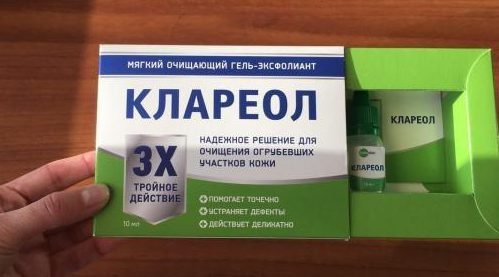 МЯГКИЙ ОЧИЩАЮЩИЙ ГЕЛЬ-ЭКСФОЛИАНТ
КЛАРЕОЛ
3X
ТРОЙНОЕ
ДЕЙСТВИЕ
НАДЕЖНОЕ РЕШЕНИЕ ДЛЯ
ОЧИЩЕНИЯ ОГРУБЕВШИХ
УЧАСТКОВ КОЖИ
ПОМОГАЕТ ТОЧЕЧНО
УСТРАНЯЕТ ДЕФЕКТЫ
ДЕЙСТВУЕТ ДЕЛИКАТНО
10 мл
КЛАРЕОЛ
КЛАРЕОЛ